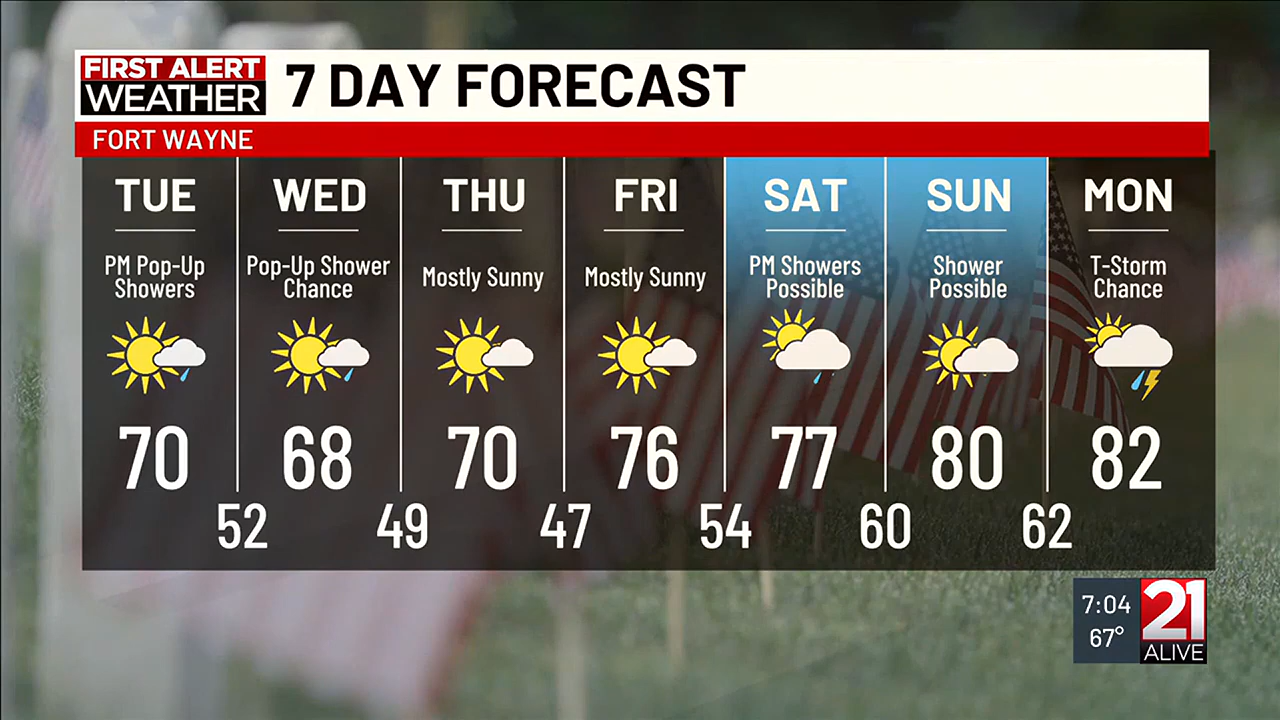 FIRST ALERT
WEATHER
7 DAY FORECAST
FORT WAYNE
TUE
PM Pop-Up
Showers
70
52
WED
Pop-Up Shower
Chance
68
49
THU
Mostly Sunny
70
47
FRI
Mostly Sunny
76
54
SAT
PM Showers
Possible
77
60
SUN
Shower
Possible
80
62
MON
T-Storm
Chance
82
7:04
67°
21
ALIVE